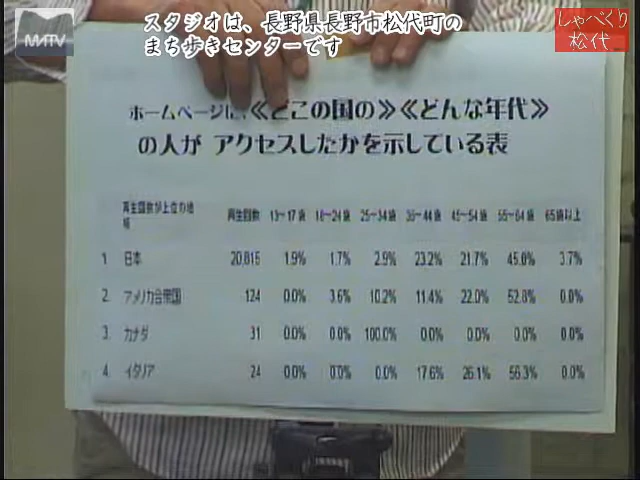 MATV
スタジオは、長野県長野市松代町の
まち歩きセンターです
しゃべくり
松代
ホームページに、≪どこの国の≫≪どんな年代≫
の人が アクセスしたかを示している表
再生回数が上位の地域 再生回数 13~17歳 18~24歳 25~34歳 35~44歳 45~54歳 55~64歳 65歳以上
1. 日本 20,815 1.9% 1.7% 2.9% 23.2% 21.7% 45.0% 3.7%
2. アメリカ合衆国 124 0.0% 3.6% 10.2% 11.4% 22.0% 52.8% 0.0%
3. カナダ 31 0.0% 0.0% 100.0% 0.0% 0.0% 0.0% 0.0%
4. イタリア 24 0.0% 0.0% 0.0% 17.6% 26.1% 56.3% 0.0%